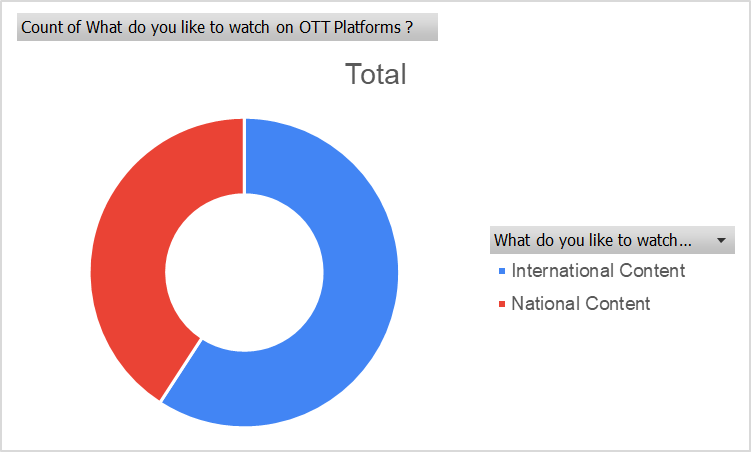 Count of What do you like to watch on OTT Platforms ?
Total
What do you like to watch...
International Content
National Content